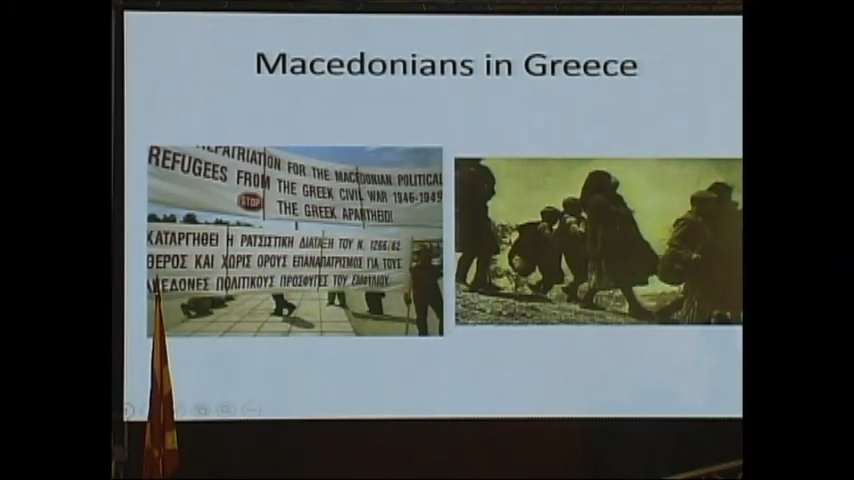 Macedonians in Greece
REPATRIATION FOR THE MACEDONIAN POLITICAL
REFUGEES FROM THE GREEK CIVIL WAR 1946-1949
STOP THE GREEK APARTHEID!
ΚΑΤΑΡΓΗΘΕΙ Η ΡΑΤΣΙΣΤΙΚΗ ΔΙΑΤΑΞΗ ΤΟΥ Ν. 1266/82
ΘΕΡΟΣ ΚΑΙ ΧΩΡΙΣ ΟΡΟΥΣ ΕΠΑΝΑΠΑΤΡΙΣΜΟΣ ΓΙΑ ΤΟΥΣ
ΚΕΔΟΝΕΣ ΠΟΛΙΤΙΚΟΥΣ ΠΡΟΣΦΥΓΕΣ ΤΟΥ ΕΜΦΥΛΙΟΥ